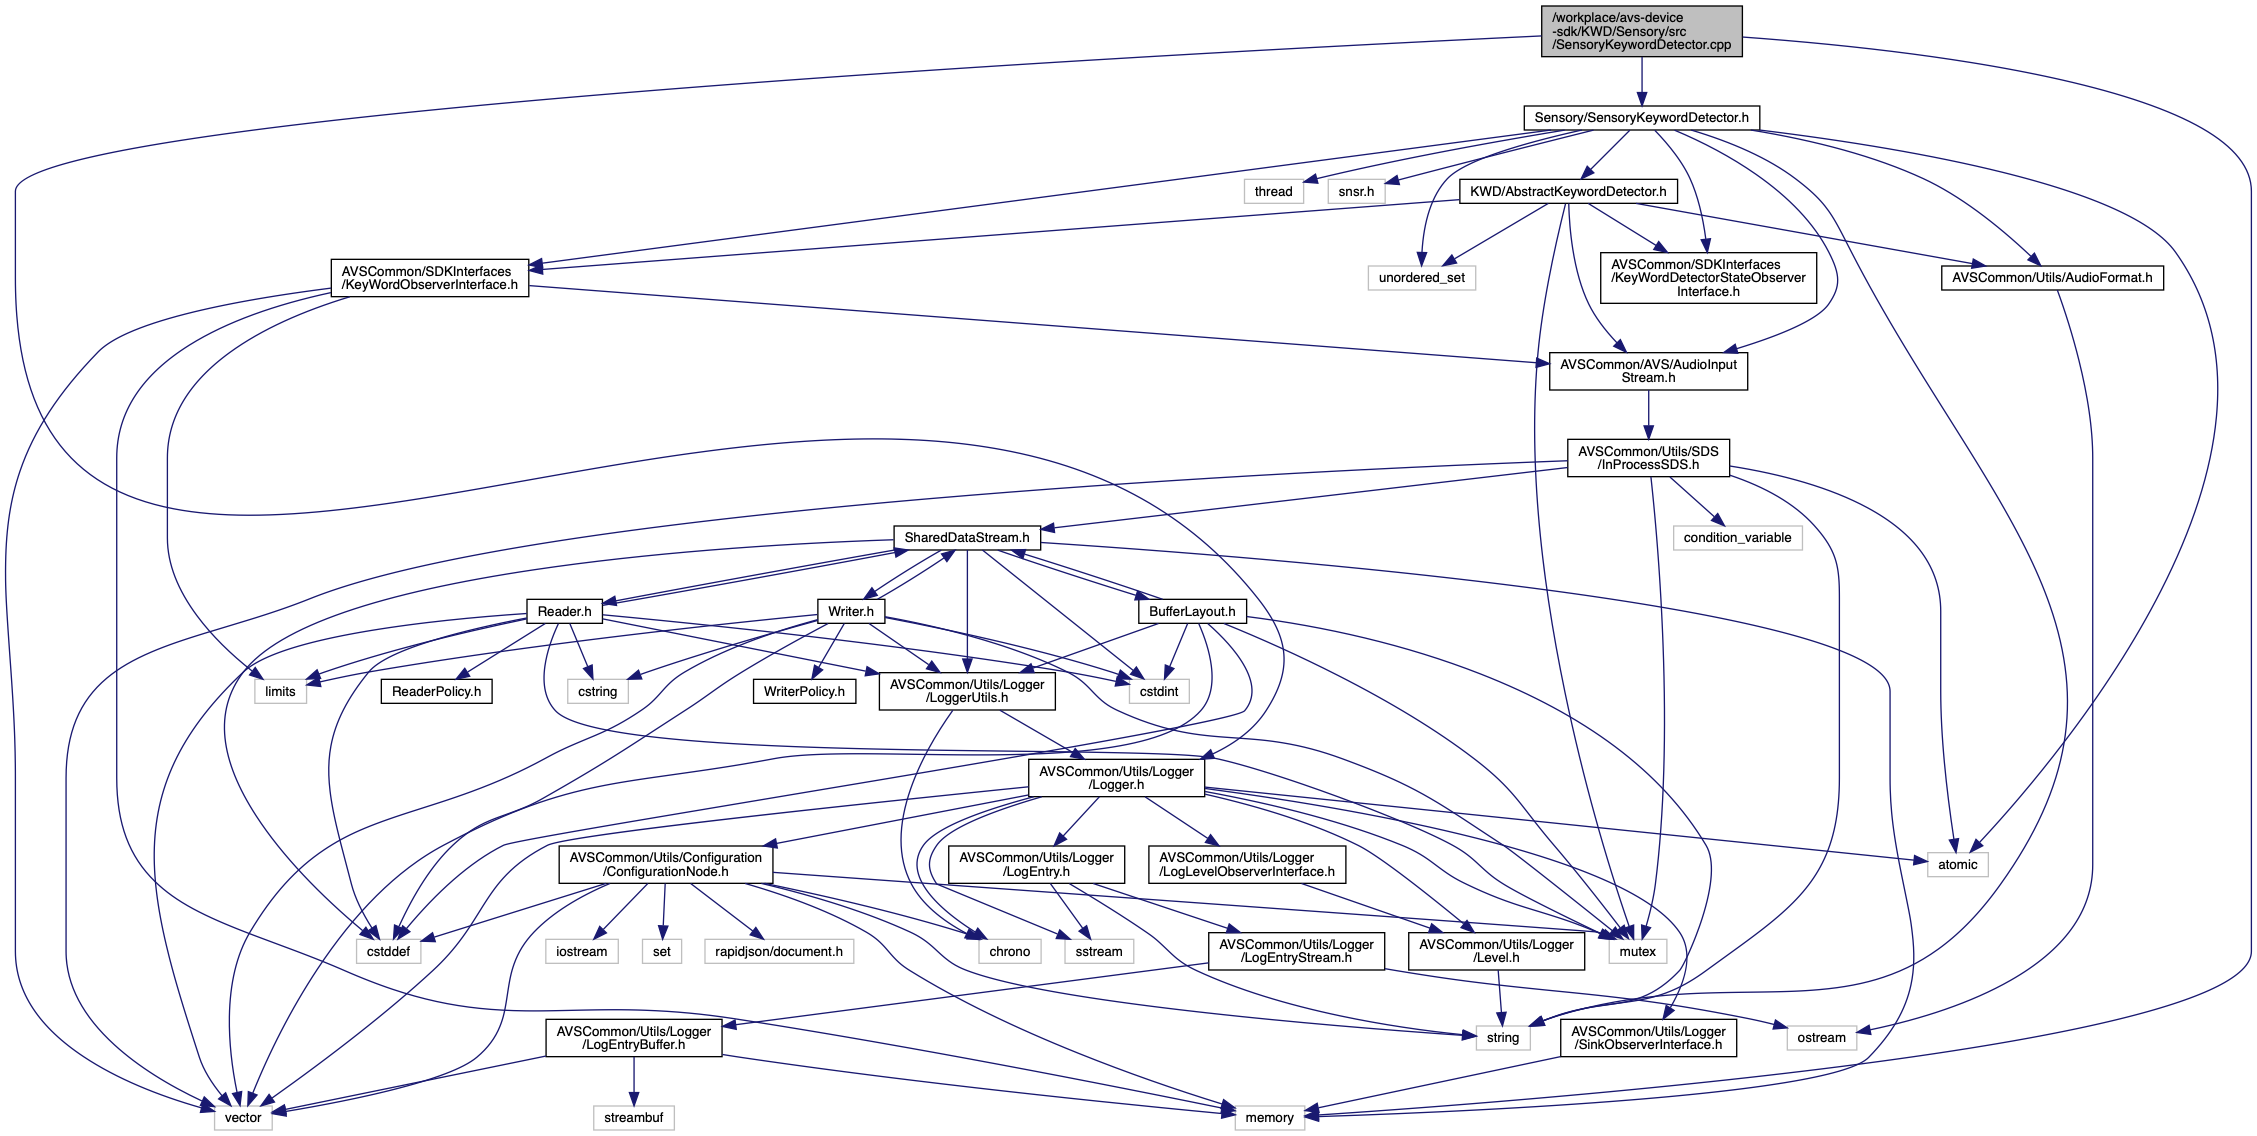 /workplace/avs-device
-sdk/KWD/Sensory/src
/SensoryKeywordDetector.cpp
Sensory/SensoryKeywordDetector.h
thread
snsr.h
KWD/AbstractKeywordDetector.h
AVSCommon/SDKInterfaces
/KeyWordObserverInterface.h
unordered_set
AVSCommon/SDKInterfaces
/KeyWordDetectorStateObserver
Interface.h
AVSCommon/Utils/AudioFormat.h
AVSCommon/AVS/AudioInput
Stream.h
AVSCommon/Utils/SDS
/InProcessSDS.h
SharedDataStream.h
condition_variable
Reader.h
Writer.h
BufferLayout.h
limits
ReaderPolicy.h
cstring
WriterPolicy.h
AVSCommon/Utils/Logger
/LoggerUtils.h
cstdint
AVSCommon/Utils/Logger
/Logger.h
AVSCommon/Utils/Configuration
/ConfigurationNode.h
AVSCommon/Utils/Logger
/LogEntry.h
AVSCommon/Utils/Logger
/LogLevelObserverInterface.h
atomic
cstddef
iostream
set
rapidjson/document.h
chrono
sstream
AVSCommon/Utils/Logger
/LogEntryStream.h
AVSCommon/Utils/Logger
/Level.h
mutex
AVSCommon/Utils/Logger
/LogEntryBuffer.h
string
AVSCommon/Utils/Logger
/SinkObserverInterface.h
ostream
vector
streambuf
memory